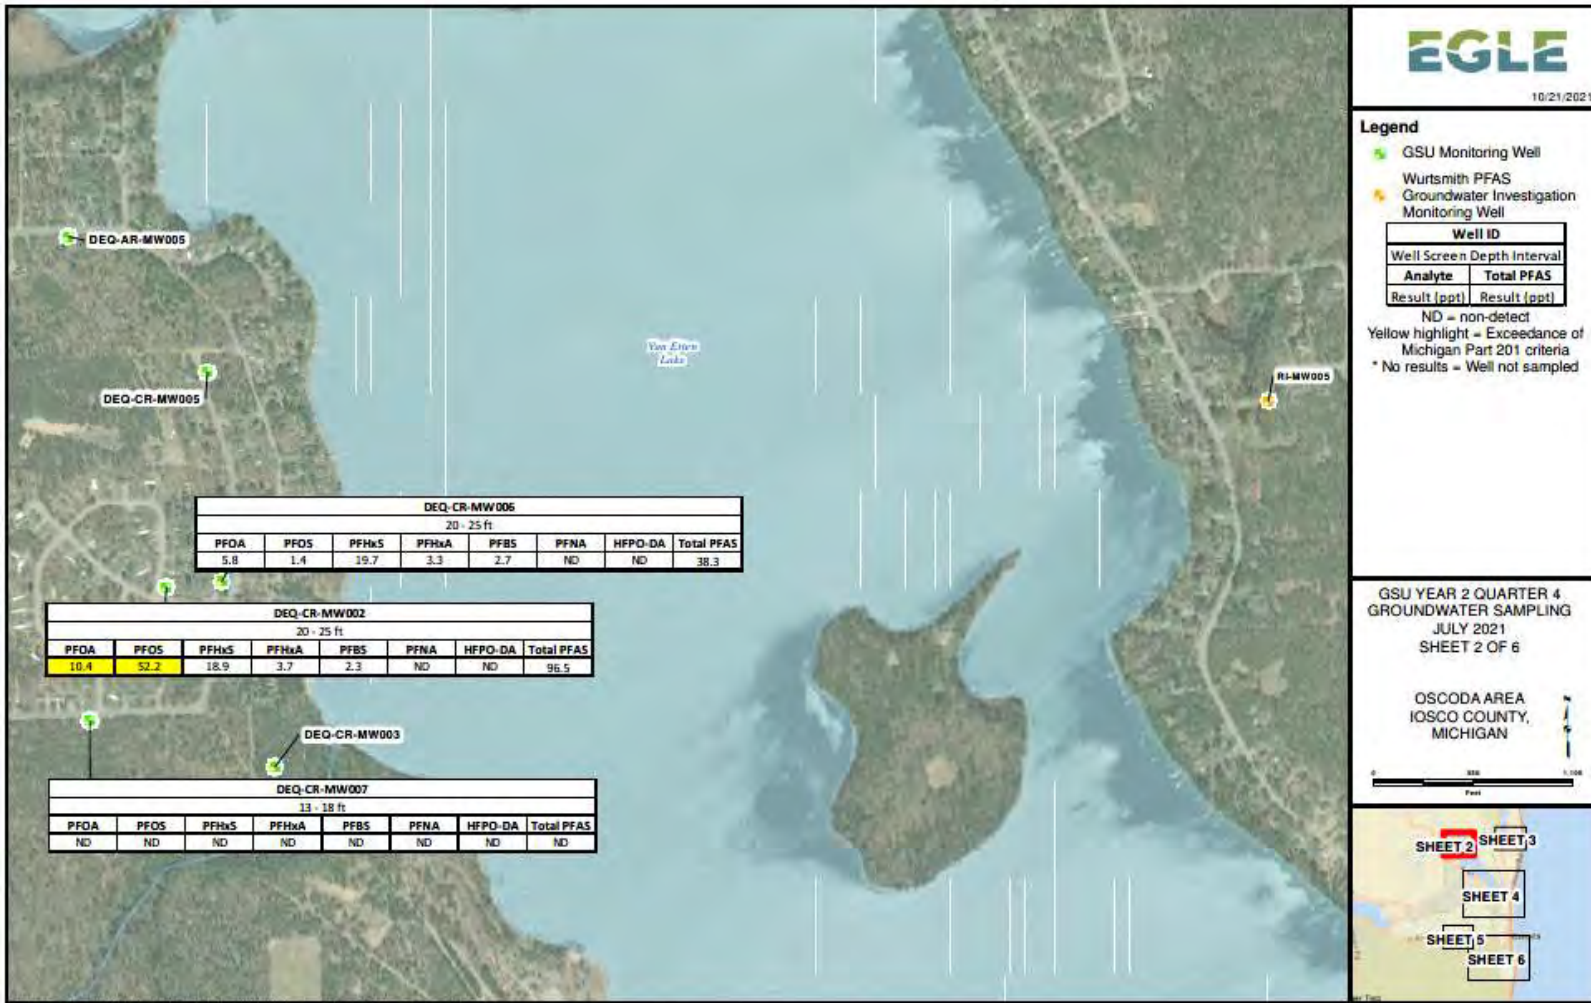 EGLE
10/21/2021
Legend
GSU Monitoring Well
Wurtsmith PFAS
Groundwater Investigation
Monitoring Well
Well ID
Well Screen Depth Interval
Analyte Total PFAS
Result (ppt) Result (ppt)
ND = non-detect
Yellow highlight = Exceedance of
Michigan Part 201 criteria
* No results = Well not sampled
DEQ-AR-MW005
Van Etten
Lake
RI-MW005
DEQ-CR-MW005
DEQ-CR-MW006
20 - 25 ft
PFOA PFOS PFHxS PFHxA PFBS PFNA HFPO-DA Total PFAS
5.8 1.4 19.7 3.3 2.7 ND ND 38.3
DEQ-CR-MW002
20 - 25 ft
PFOA PFOS PFHxS PFHxA PFBS PFNA HFPO-DA Total PFAS
10.4 52.2 18.9 3.7 2.3 ND ND 96.5
DEQ-CR-MW003
DEQ-CR-MW007
13 - 18 ft
PFOA PFOS PFHxS PFHxA PFBS PFNA HFPO-DA Total PFAS
ND ND ND ND ND ND ND ND
GSU YEAR 2 QUARTER 4
GROUNDWATER SAMPLING
JULY 2021
SHEET 2 OF 6
OSCODA AREA
IOSCO COUNTY,
MICHIGAN
0
Feet
SHEET 2 SHEET 3
SHEET 4
SHEET 5
SHEET 6